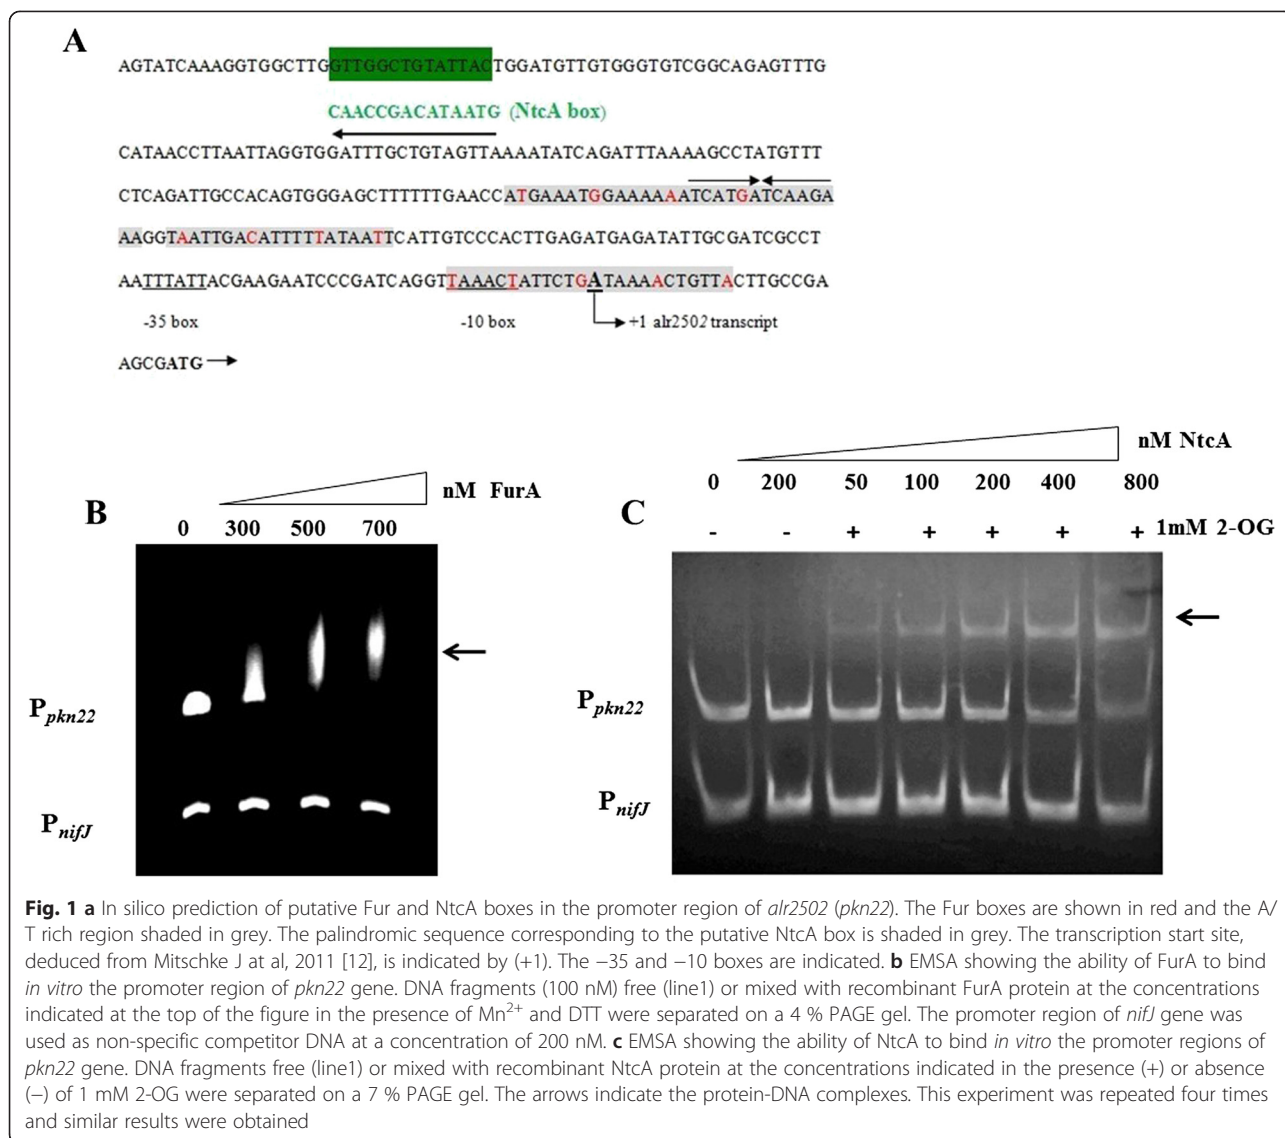 A
AGTATCAAAGGTGGCTTGGTTGGCTGTATTACTGGATGTTGTGGGTGTCGGCAGAGTTTG
CAACCGACATAATG (NtcA box)
CATAACCTTAATTAGGTGGATTTGCTGTAGTTAAAATATCAGATTTAAAAGCCTATGTTT
CTCAGATTGCCACAGTGGGAGCTTTTTTGAACCATGAAATGGAAAAAATCATGATCAAGA
AAGGTAATTGACATTTTTATAATTCATTGTCCCACTTGAGATGAGATATTGCGATCGCCT
AATTTATTACGAAGAATCCCGATCAGGTTAAACTATTCTGATAAAACTGTTACTTGCCGA
-35 box -10 box +1 alr2502 transcript
AGCGATG
nM FurA
B
0 300 500 700
Ppkn22
PnifJ
nM NtcA
0 200 50 100 200 400 800
C
- - + + + + + 1mM 2-OG
Ppkn22
PnifJ
Fig. 1 a In silico prediction of putative Fur and NtcA boxes in the promoter region of alr2502 (pkn22). The Fur boxes are shown in red and the A/
T rich region shaded in grey. The palindromic sequence corresponding to the putative NtcA box is shaded in grey. The transcription start site,
deduced from Mitschke J at al, 2011 [12], is indicated by (+1). The −35 and −10 boxes are indicated. b EMSA showing the ability of FurA to bind
in vitro the promoter region of pkn22 gene. DNA fragments (100 nM) free (line1) or mixed with recombinant FurA protein at the concentrations
indicated at the top of the figure in the presence of Mn2+ and DTT were separated on a 4 % PAGE gel. The promoter region of nifJ gene was
used as non-specific competitor DNA at a concentration of 200 nM. c EMSA showing the ability of NtcA to bind in vitro the promoter regions of
pkn22 gene. DNA fragments free (line1) or mixed with recombinant NtcA protein at the concentrations indicated in the presence (+) or absence
(−) of 1 mM 2-OG were separated on a 7 % PAGE gel. The arrows indicate the protein-DNA complexes. This experiment was repeated four times
and similar results were obtained